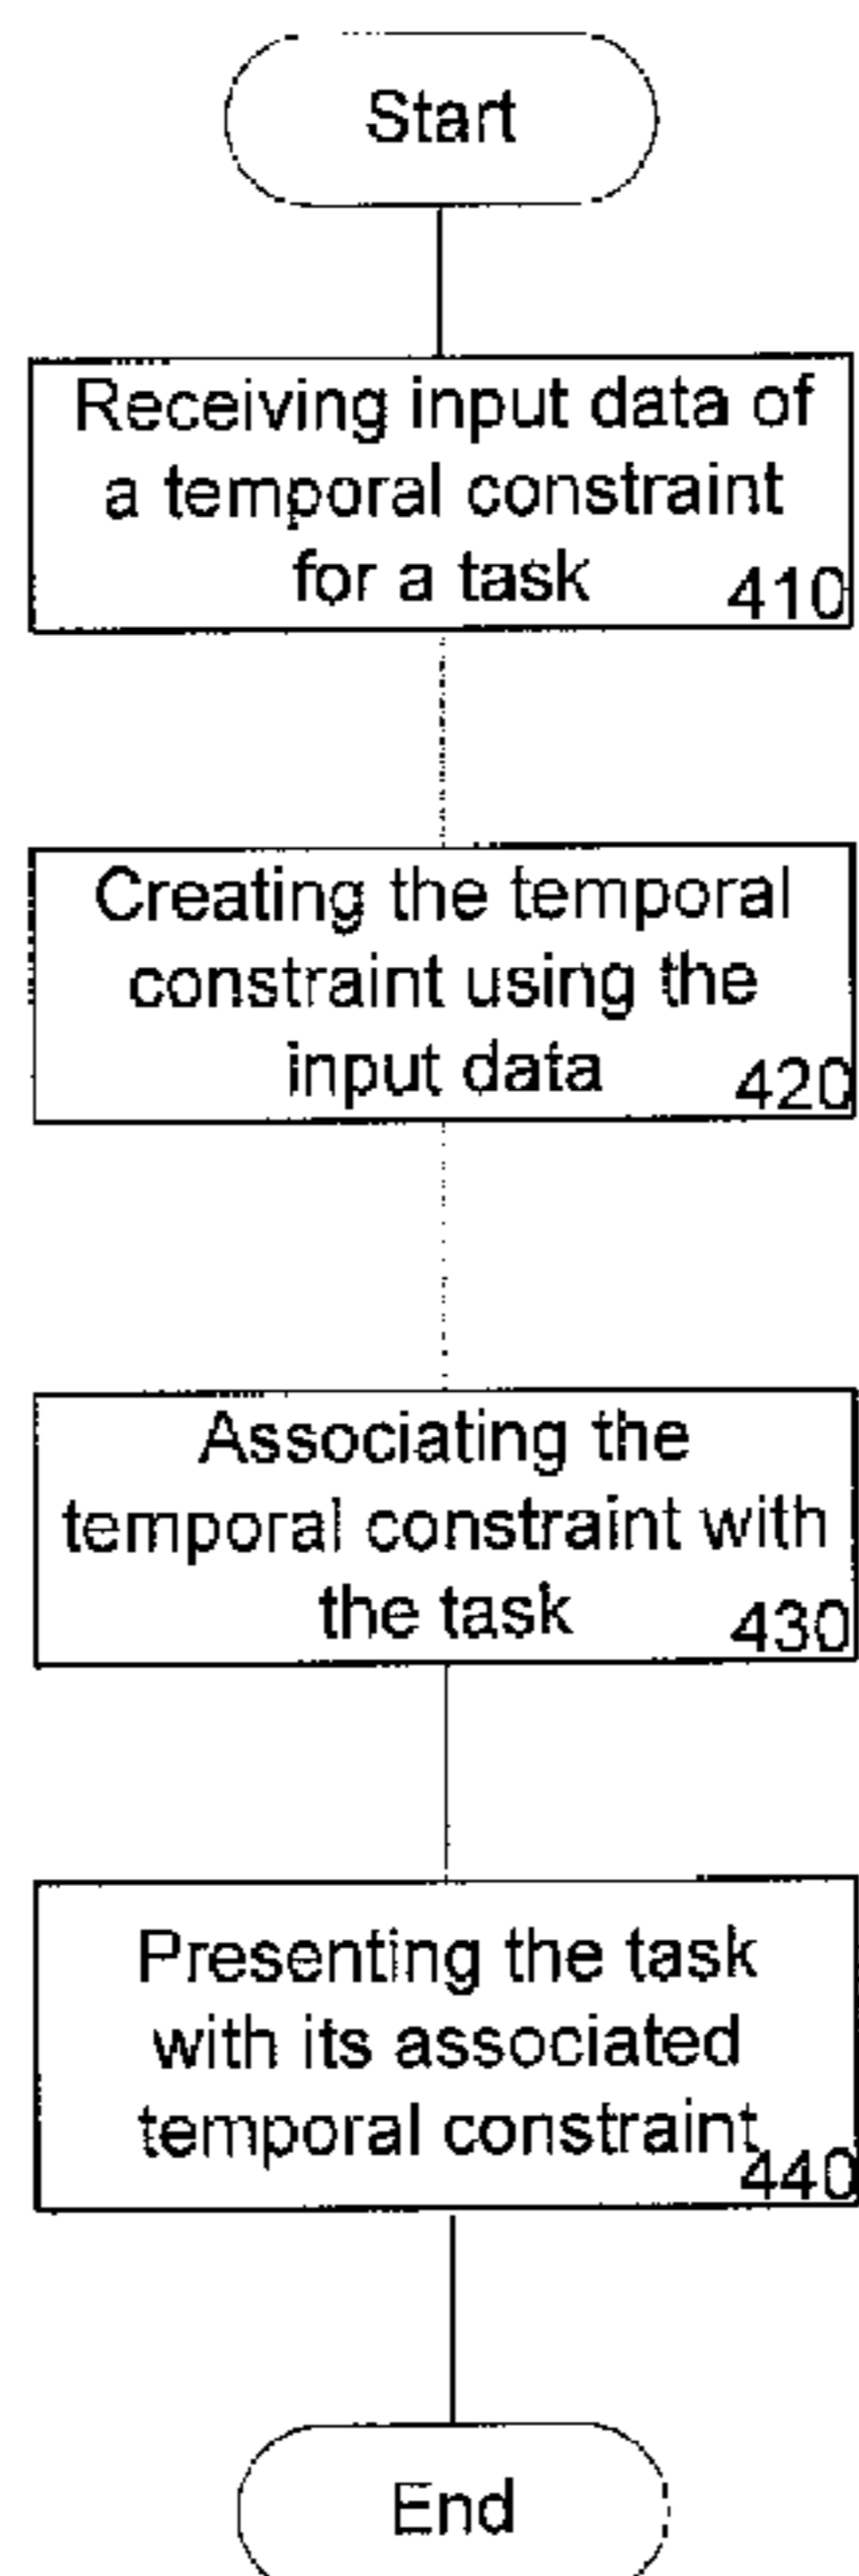 Start
Receiving input data of
a temporal constraint
for a task
410
Creating the temporal
constraint using the
input data
420
Associating the
temporal constraint with
the task
430
Presenting the task
with its associated
temporal constraint
440
End